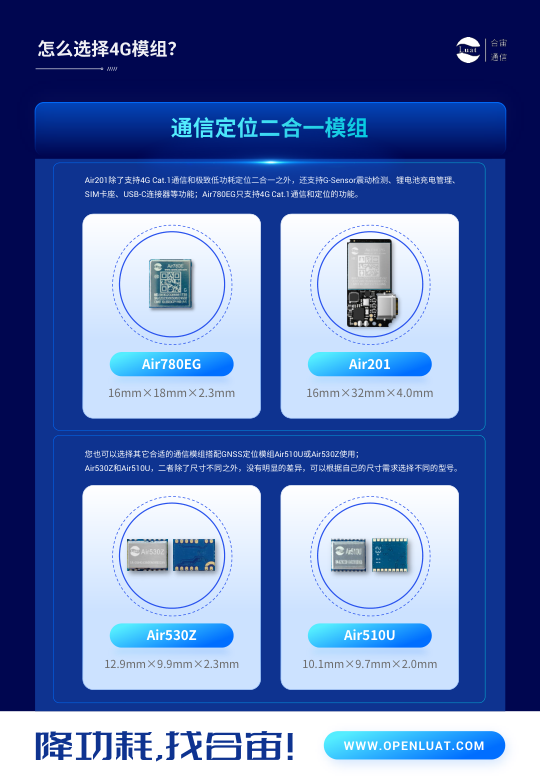 怎么选择4G模组?
Luat
合宙
通信
通信定位二合一模组
Air201除了支持4G Cat.1通信和极致低功耗定位二合一之外，还支持G-Sensor震动检测、锂电池充电管理、
SIM卡座、USB-C连接器等功能；Air780EG只支持4G Cat.1通信和定位的功能。
Air780E
Air780EG
16mm×18mm×2.3mm
Air201
16mm×32mm×4.0mm
您也可以选择其它合适的通信模组搭配GNSS定位模组Air510U或Air530Z使用；
Air530Z和Air510U，二者除了尺寸不同之外，没有明显的差异，可以根据自己的尺寸需求选择不同的型号。
Air530Z
Air510U
Air530Z
12.9mm×9.9mm×2.3mm
Air510U
10.1mm×9.7mm×2.0mm
降功耗,找合宙!
WWW.OPENLUAT.COM